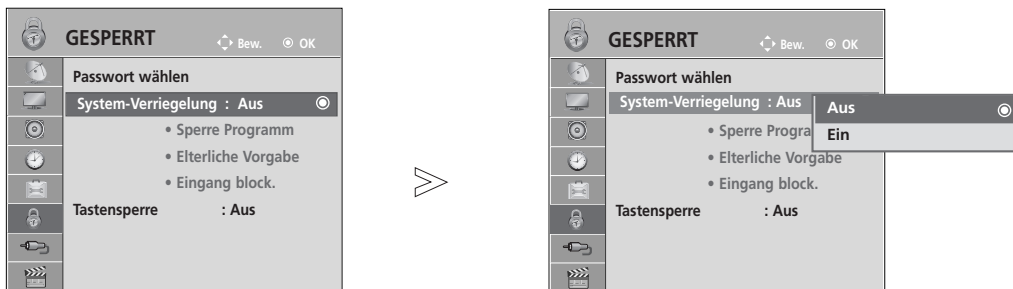 GESPERRT Bew. OK
Passwort wählen
System-Verriegelung : Aus
• Sperre Programm
• Elterliche Vorgabe
• Eingang block.
Tastensperre : Aus
GESPERRT Bew. OK
Passwort wählen
System-Verriegelung : Aus
Aus
Ein
• Sperre Progra
• Elterliche Vorgabe
• Eingang block.
Tastensperre : Aus